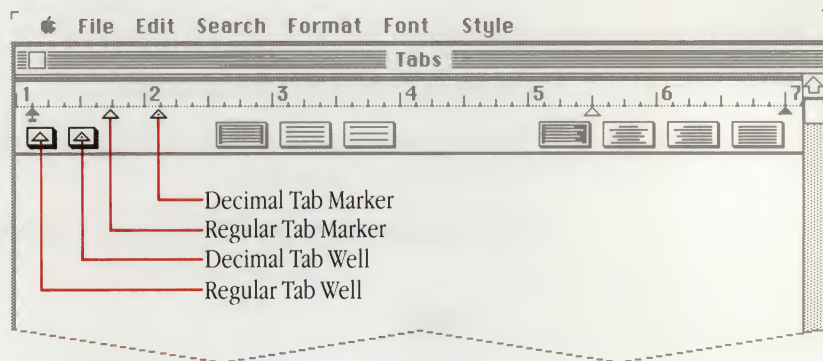 File Edit Search Format Font Style
Tabs
1 2 3 4 5 6 7
Decimal Tab Marker
Regular Tab Marker
Decimal Tab Well
Regular Tab Well